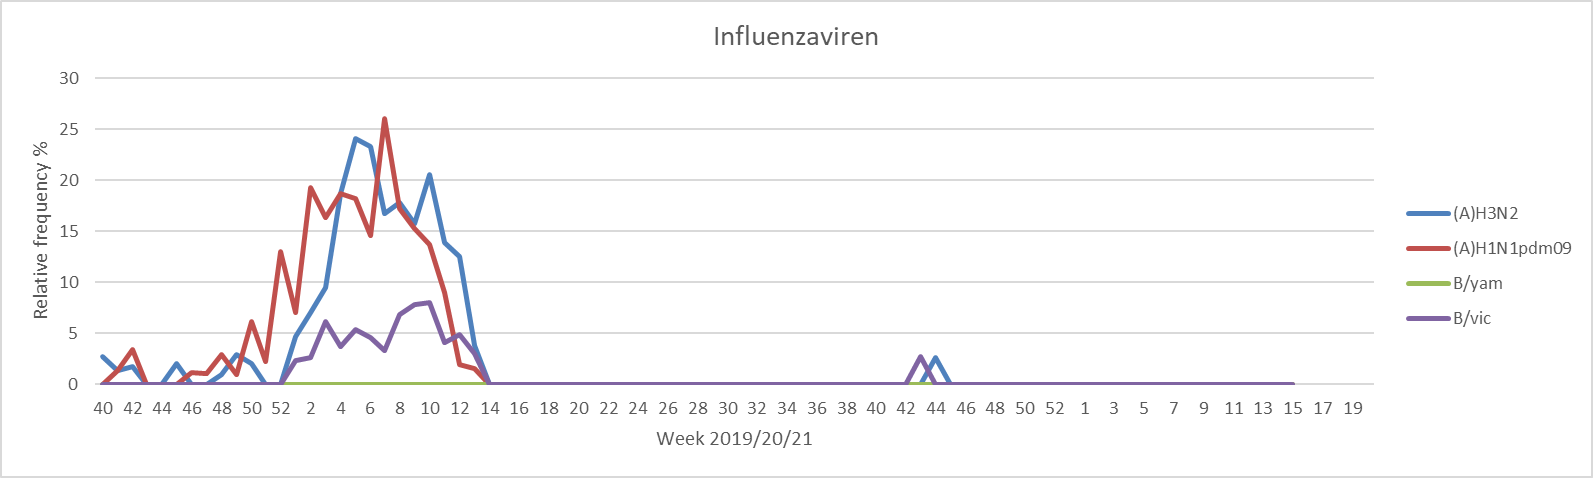 Influenzaviren
30
25
20
15
10
5
0
Relative frequency %
40 42 44 46 48 50 52 2 4 6 8 10 12 14 16 18 20 22 24 26 28 30 32 34 36 38 40 42 44 46 48 50 52 1 3 5 7 9 11 13 15 17 19
Week 2019/20/21
(A)H3N2
(A)H1N1pdm09
B/yam
B/vic